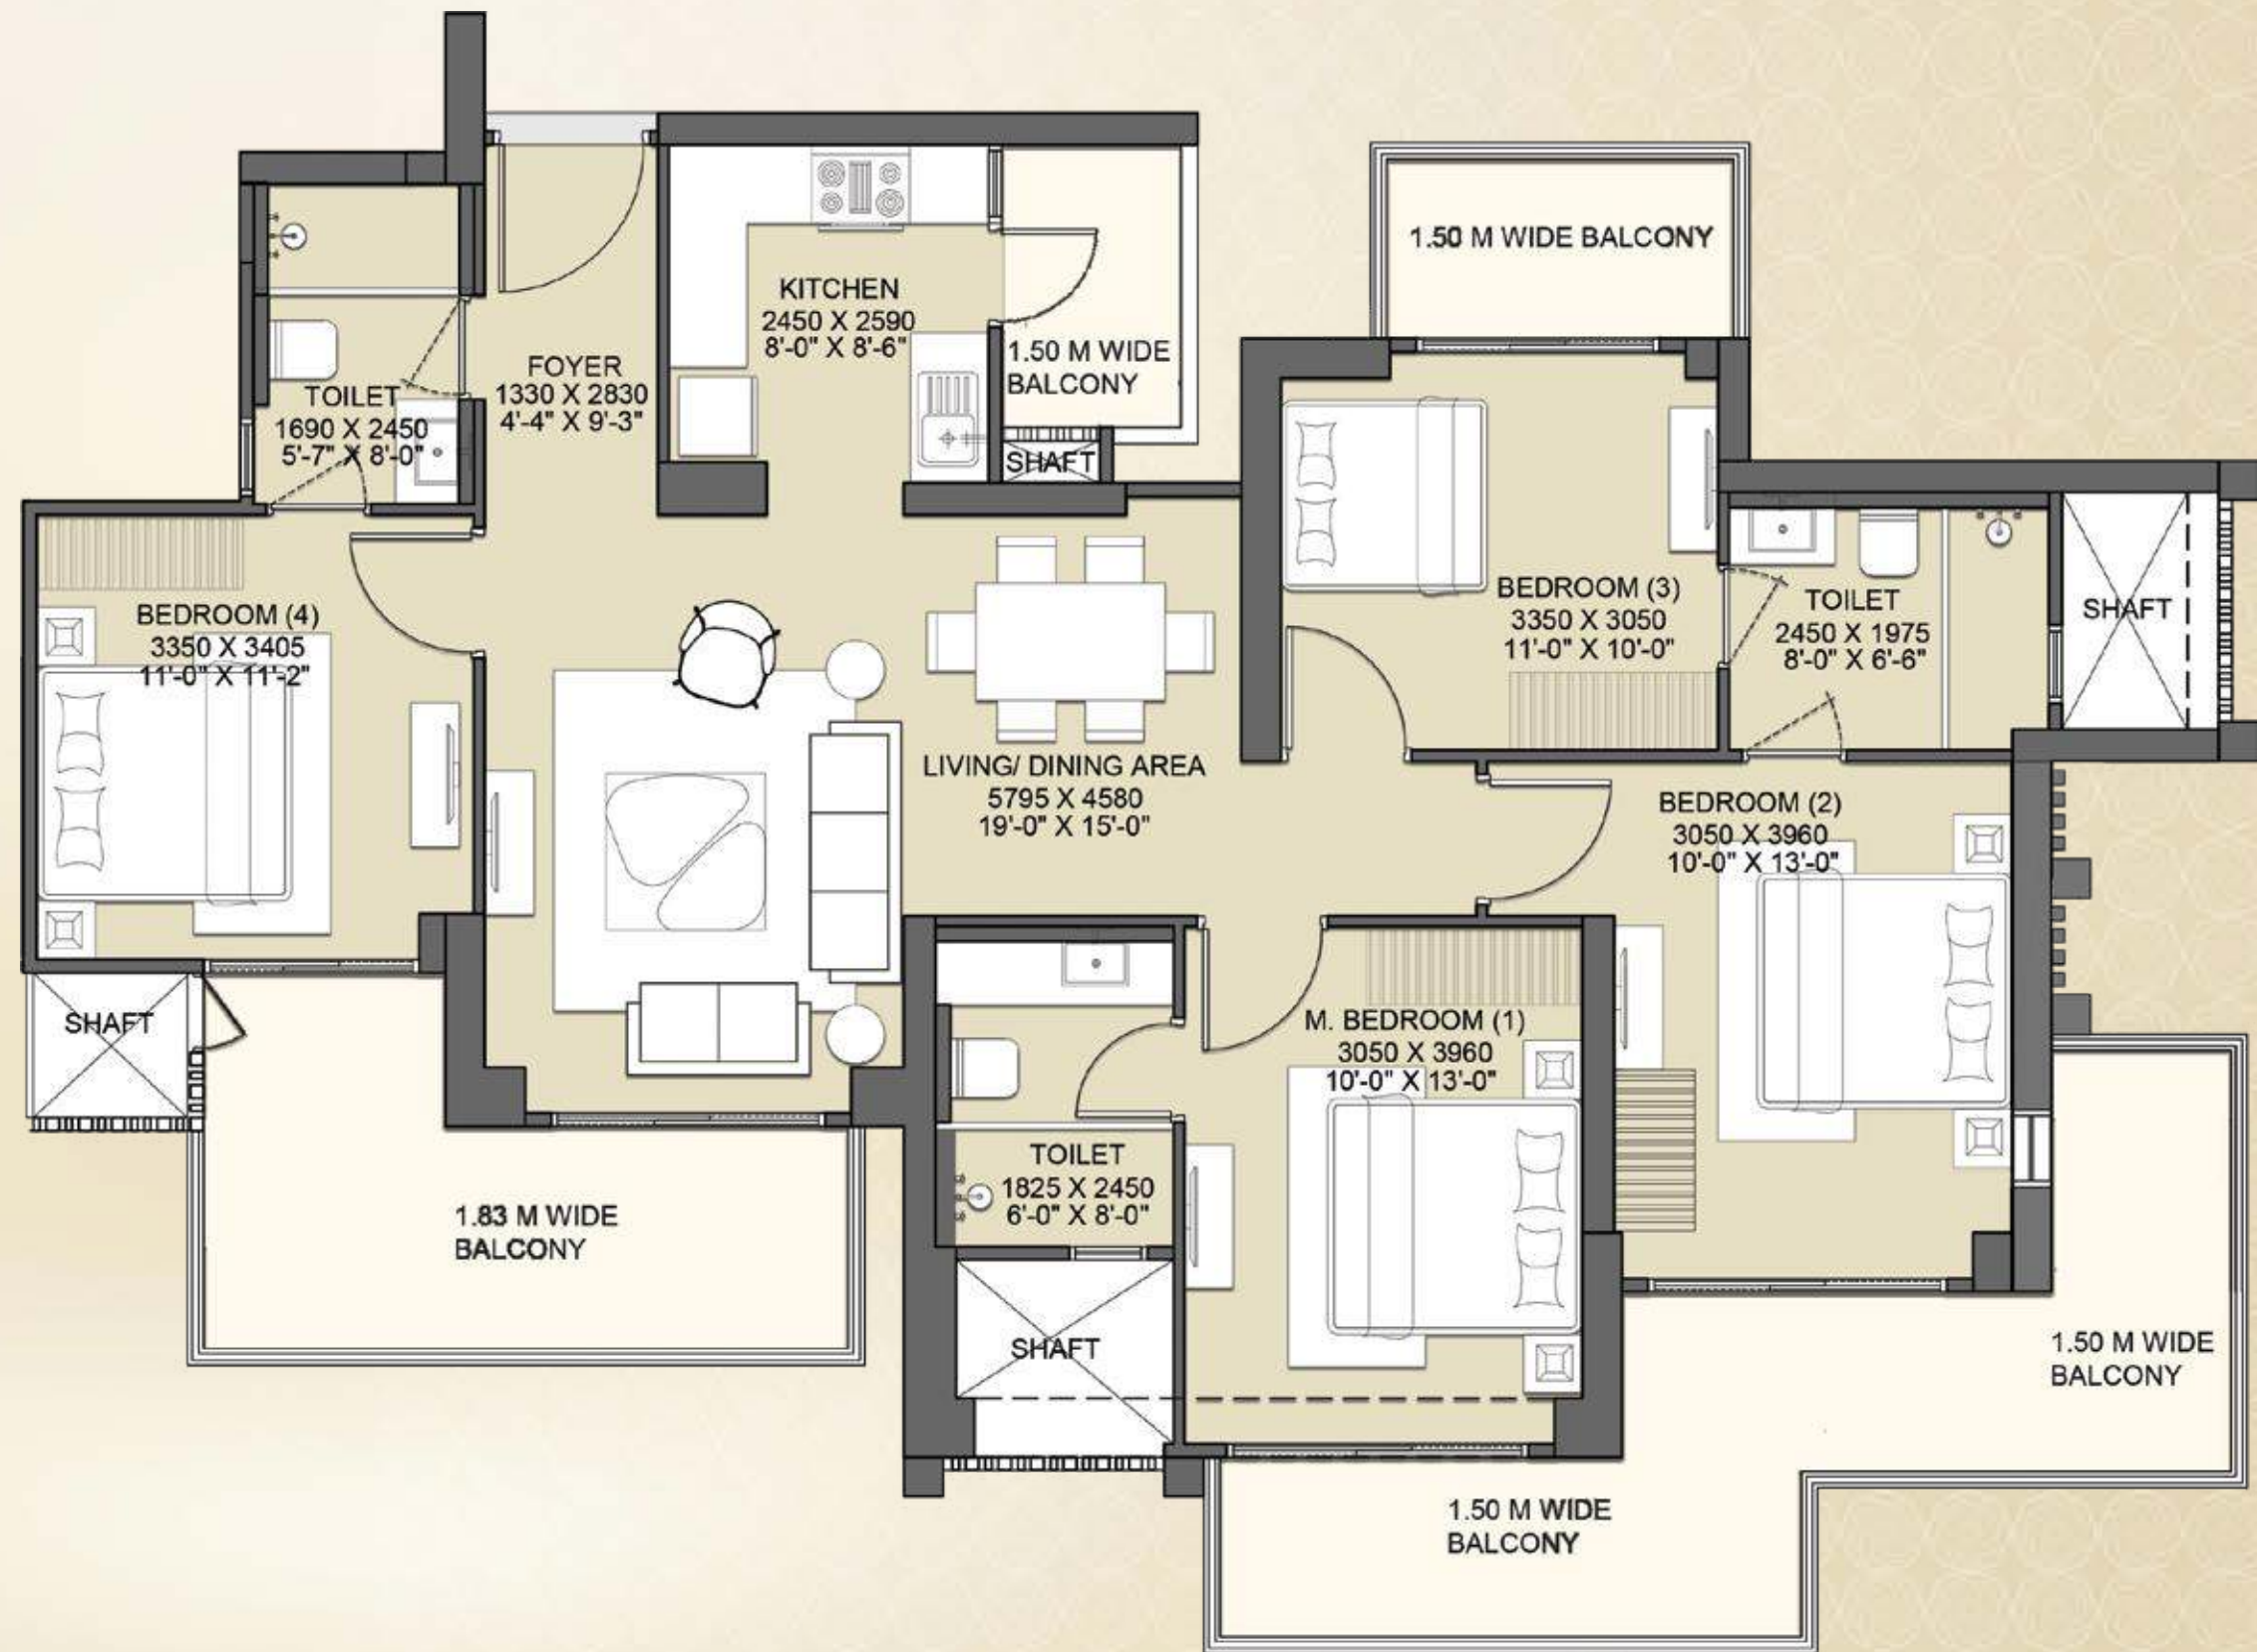 1.50 M WIDE BALCONY
KITCHEN
2450 X 2590
8'-0" X 8'-6"
1.50 M WIDE
BALCONY
FOYER
1330 X 2830
4'-4" X 9'-3"
TOILET
1690 X 2450
5'-7" X 8'-0"
SHAFT
BEDROOM (3)
3350 X 3050
11'-0" X 10'-0"
TOILET
2450 X 1975
8'-0" X 6'-6"
SHAFT
BEDROOM (4)
3350 X 3405
11'-0" X 11'-2"
LIVING/ DINING AREA
5795 X 4580
19'-0" X 15'-0"
BEDROOM (2)
3050 X 3960
10'-0" X 13'-0"
SHAFT
M. BEDROOM (1)
3050 X 3960
10'-0" X 13'-0"
TOILET
1825 X 2450
6'-0" X 8'-0"
1.83 M WIDE
BALCONY
SHAFT
1.50 M WIDE
BALCONY
1.50 M WIDE
BALCONY